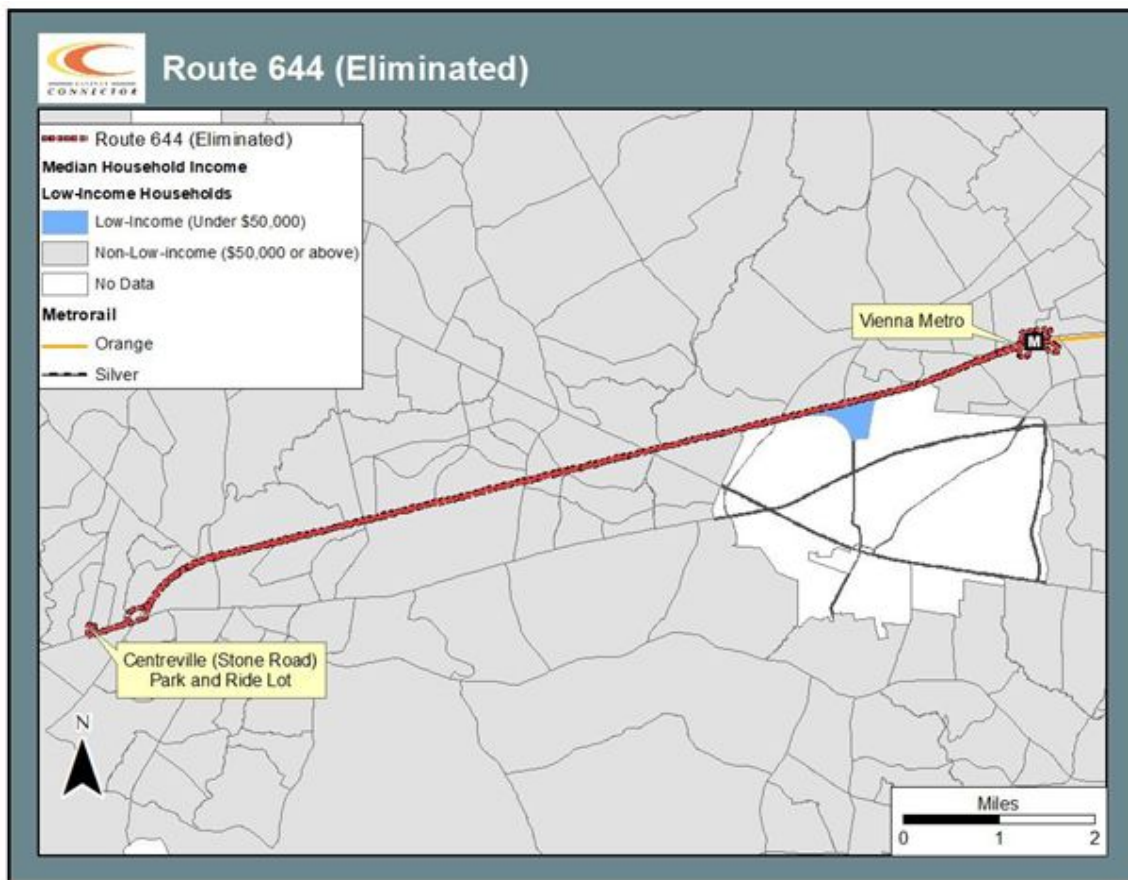 CONNECTOR
Route 644 (Eliminated)
Route 644 (Eliminated)
Median Household Income
Low-Income Households
Low-Income (Under $50,000)
Non-Low-income ($50,000 or above)
No Data
Metrorail
Orange
Silver
Vienna Metro
M
Centreville (Stone Road)
Park and Ride Lot
N
Miles
0 1 2